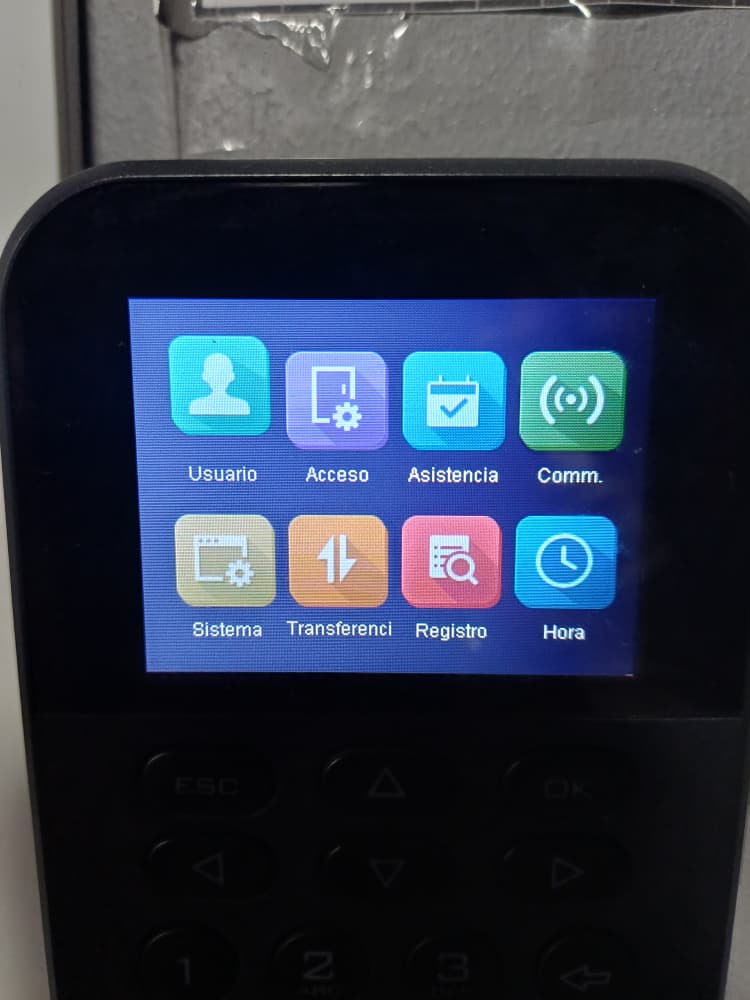 Usuario
Acceso
Asistencia
Comm.
Sistema
Transferenci
Registro
Hora
ESC
OK
1
2
3